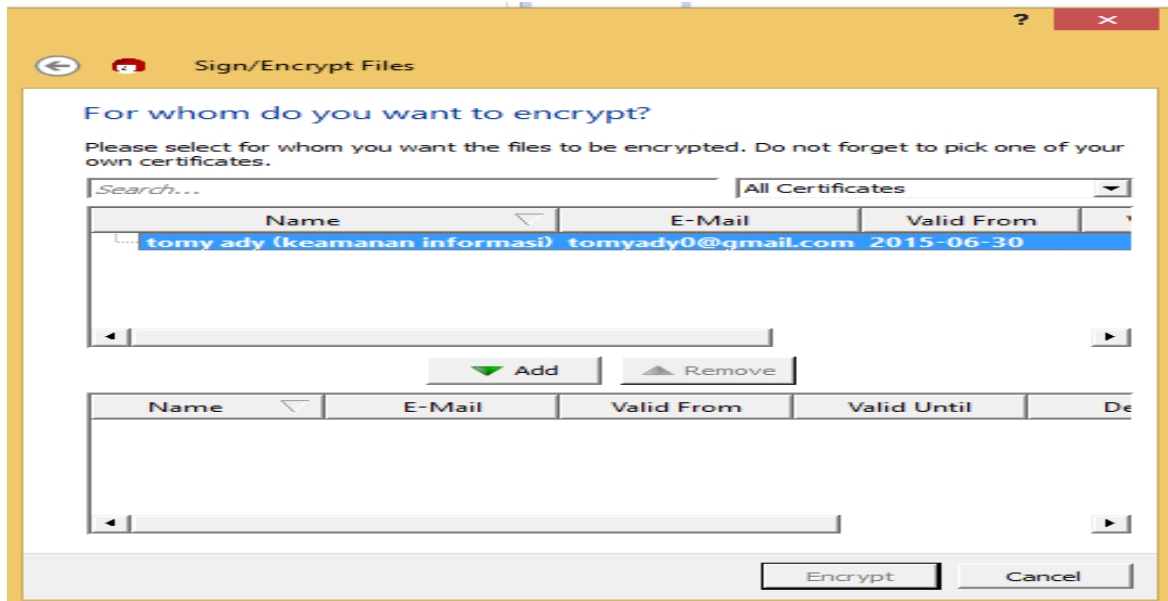 ?
Sign/Encrypt Files
For whom do you want to encrypt?
Please select for whom you want the files to be encrypted. Do not forget to pick one of your
own certificates.
Search... All Certificates
Name E-Mail Valid From
tomy ady (keamanan informasi) tomyady0@gmail.com 2015-06-30
Add Remove
Name E-Mail Valid From Valid Until De
Encrypt Cancel